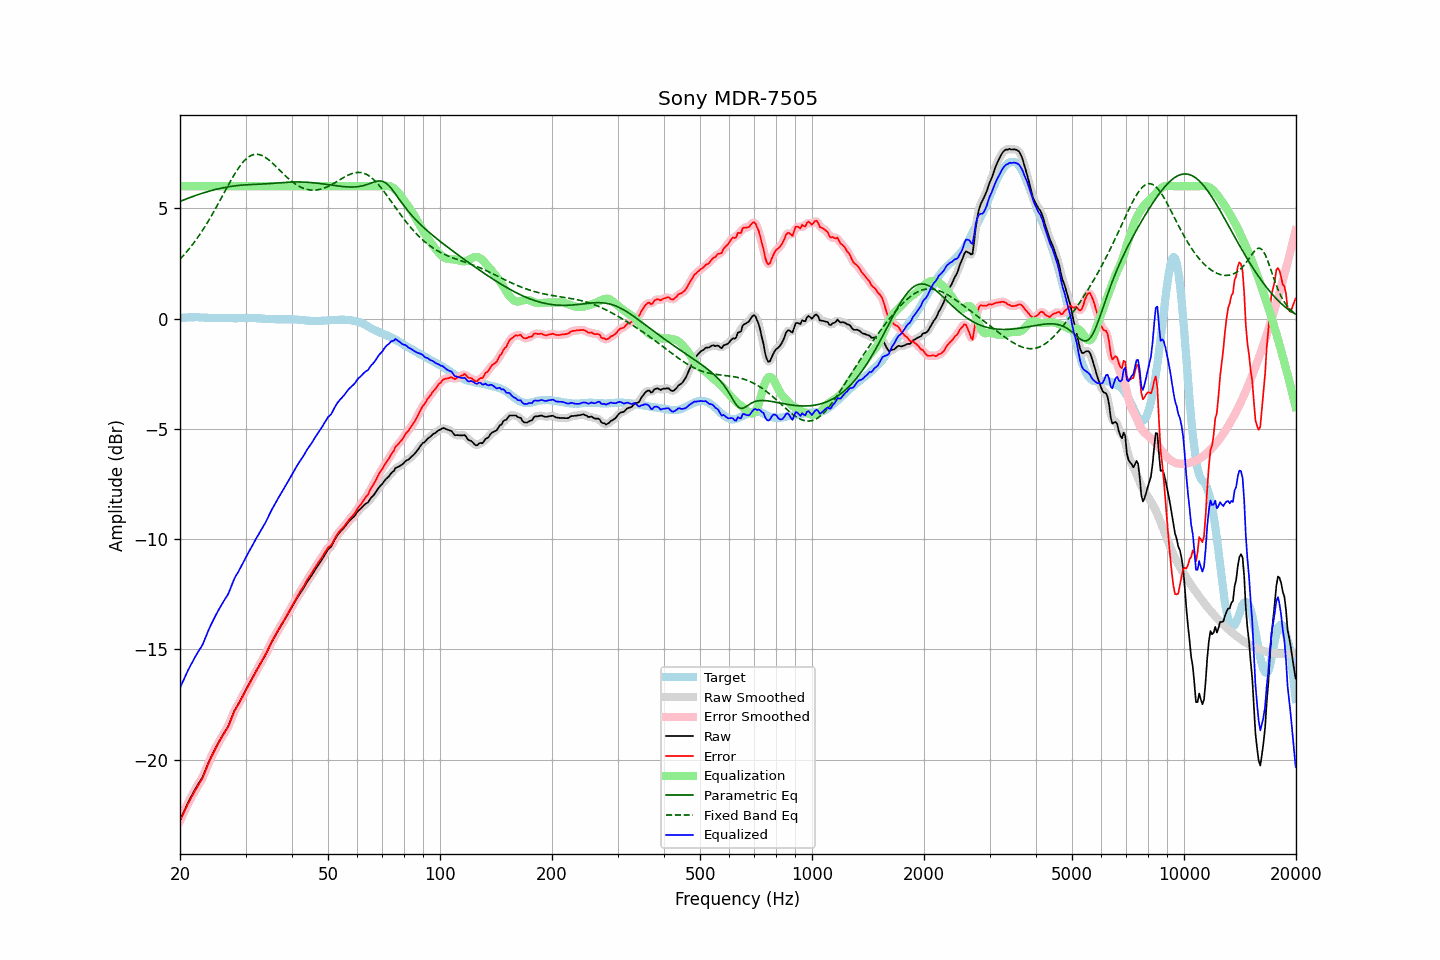 Sony MDR-7505
Amplitude (dBr)
5
0
−5
−10
−15
−20
Target
Raw Smoothed
Error Smoothed
Raw
Error
Equalization
Parametric Eq
Fixed Band Eq
Equalized
20 50 100 200 500 1000 2000 5000 10000 20000
Frequency (Hz)